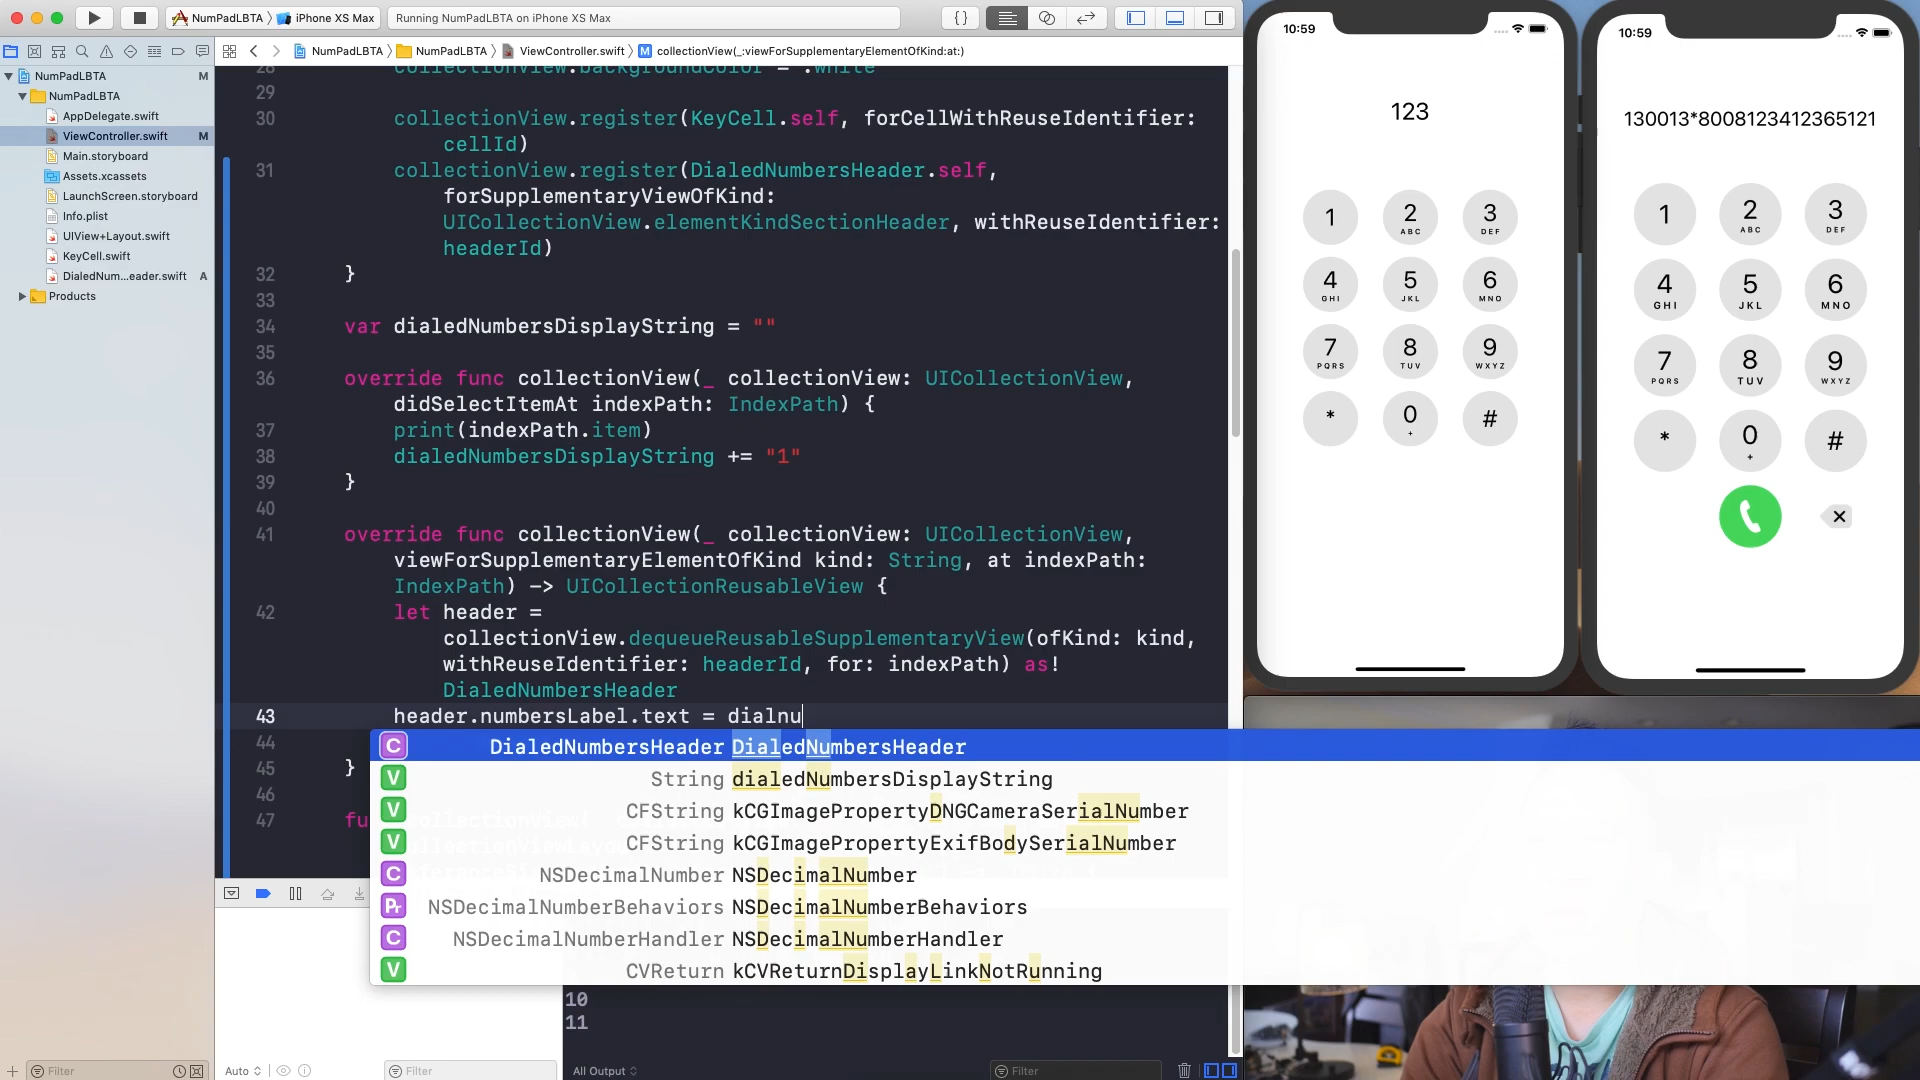 NumPadLBTA
iPhone XS Max
Running NumPadLBTA on iPhone XS Max
{ }
NumPadLBTA
NumPadLBTA
ViewController.swift
M
collectionView(_:viewForSupplementaryElementOfKind:at:)
NumPadLBTA
M
NumPadLBTA
AppDelegate.swift
ViewController.swift
M
Main.storyboard
Assets.xcassets
LaunchScreen.storyboard
Info.plist
UIView+Layout.swift
KeyCell.swift
DialedNum...eader.swift
A
Products
28 collectionView.backgroundColor = .white
29
30 collectionView.register(KeyCell.self, forCellWithReuseIdentifier:
cellId)
31 collectionView.register(DialedNumbersHeader.self,
forSupplementaryViewOfKind:
UICollectionView.elementKindSectionHeader, withReuseIdentifier:
headerId)
32 }
33
34 var dialedNumbersDisplayString = ""
35
36 override func collectionView(_ collectionView: UICollectionView,
didSelectItemAt indexPath: IndexPath) {
37 print(indexPath.item)
38 dialedNumbersDisplayString += "1"
39 }
40
41 override func collectionView(_ collectionView: UICollectionView,
viewForSupplementaryElementOfKind kind: String, at indexPath:
IndexPath) -> UICollectionReusableView {
42 let header =
collectionView.dequeueReusableSupplementaryView(ofKind: kind,
withReuseIdentifier: headerId, for: indexPath) as!
DialedNumbersHeader
43 header.numbersLabel.text = dialnu
44
45 }
46
47 fu
C DialedNumbersHeader DialedNumbersHeader
V String dialedNumbersDisplayString
V CFString kCGImagePropertyDNGCameraSerialNumber
V CFString kCGImagePropertyExifBodySerialNumber
C NSDecimalNumber NSDecimalNumber
Pr NSDecimalNumberBehaviors NSDecimalNumberBehaviors
C NSDecimalNumberHandler NSDecimalNumberHandler
V CVReturn kCVReturnDisplayLinkNotRunning
10
11
Filter
Auto
Filter
All Output
Filter
10:59
123
1
2
ABC
3
DEF
4
GHI
5
JKL
6
MNO
7
PQRS
8
TUV
9
WXYZ
*
0
+
#
10:59
130013*8008123412365121
1
2
ABC
3
DEF
4
GHI
5
JKL
6
MNO
7
PQRS
8
TUV
9
WXYZ
*
0
+
#